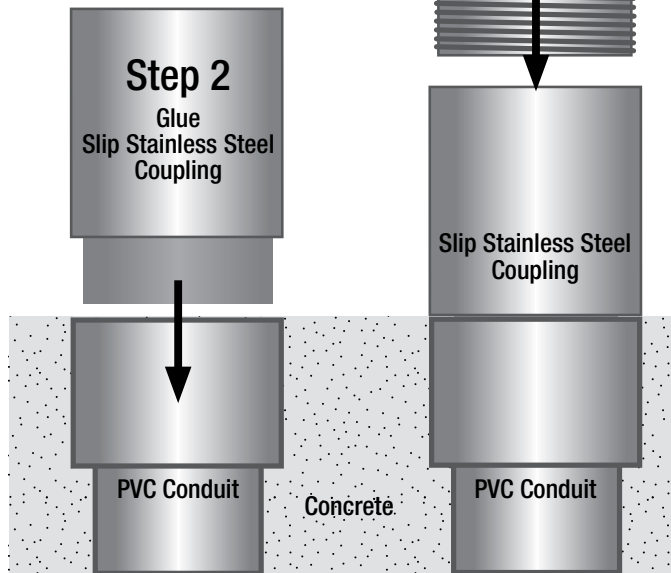 Step 2
Glue
Slip Stainless Steel
Coupling
Slip Stainless Steel
Coupling
PVC Conduit
Concrete
PVC Conduit